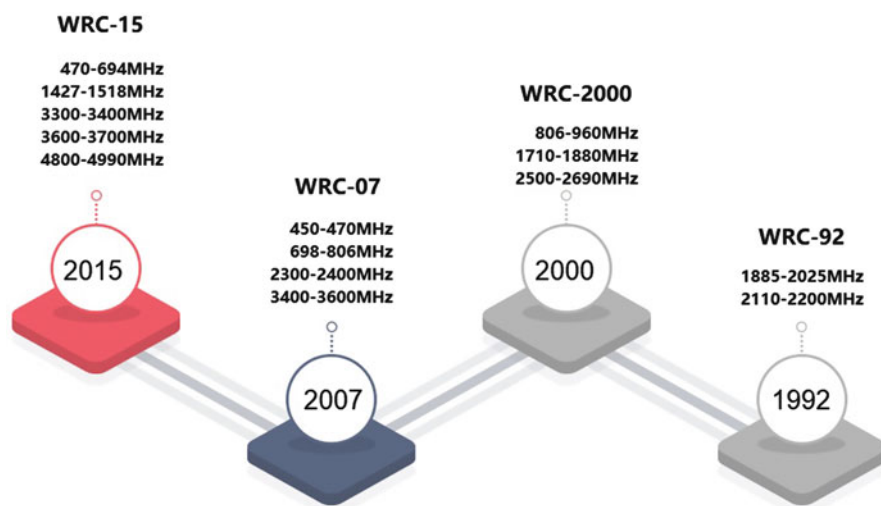 WRC-15
470-694MHz
1427-1518MHz
3300-3400MHz
3600-3700MHz
4800-4990MHz
2015
WRC-07
450-470MHz
698-806MHz
2300-2400MHz
3400-3600MHz
2007
WRC-2000
806-960MHz
1710-1880MHz
2500-2690MHz
2000
WRC-92
1885-2025MHz
2110-2200MHz
1992